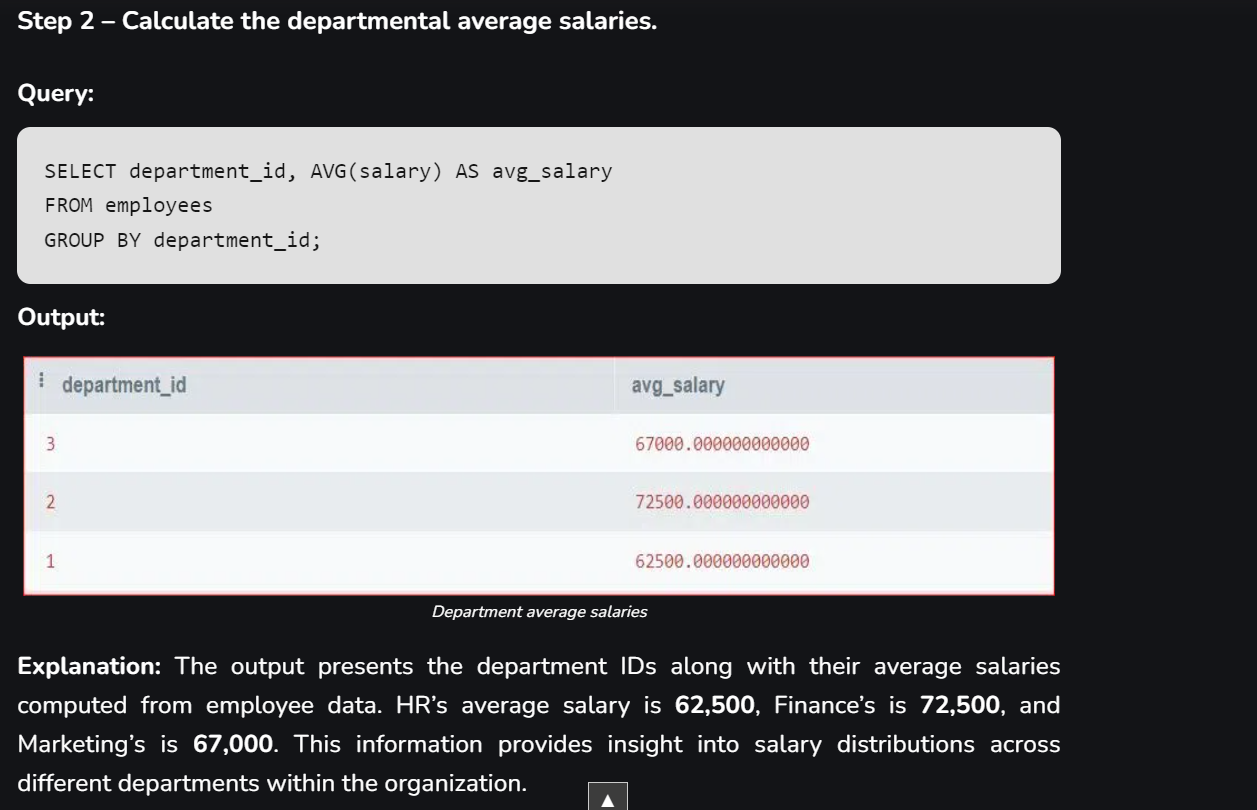 Step 2 – Calculate the departmental average salaries.
Query:
SELECT department_id, AVG(salary) AS avg_salary
FROM employees
GROUP BY department_id;
Output:
department_id avg_salary
3 67000.000000000000
2 72500.000000000000
1 62500.000000000000
Department average salaries
Explanation: The output presents the department IDs along with their average salaries
computed from employee data. HR’s average salary is 62,500, Finance’s is 72,500, and
Marketing’s is 67,000. This information provides insight into salary distributions across
different departments within the organization.